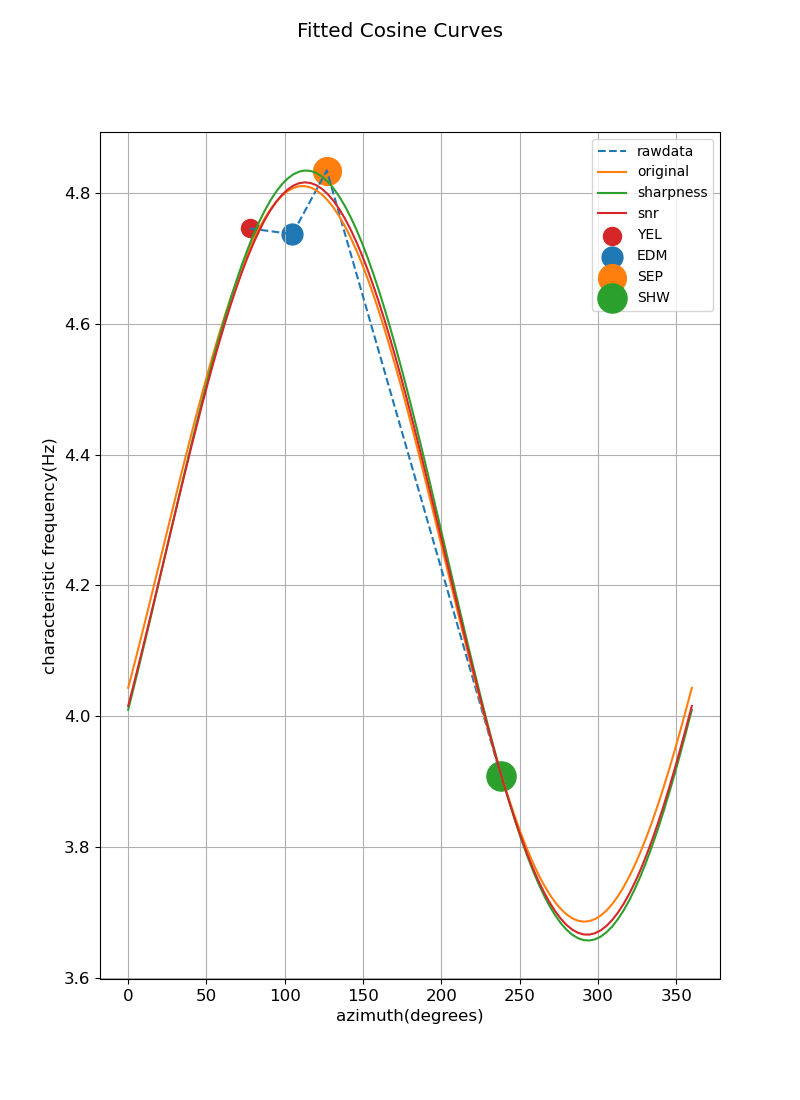 Fitted Cosine Curves
rawdata
original
sharpness
snr
YEL
EDM
SEP
SHW
characteristic frequency(Hz)
4.8
4.6
4.4
4.2
4.0
3.8
3.6
0 50 100 150 200 250 300 350
azimuth(degrees)